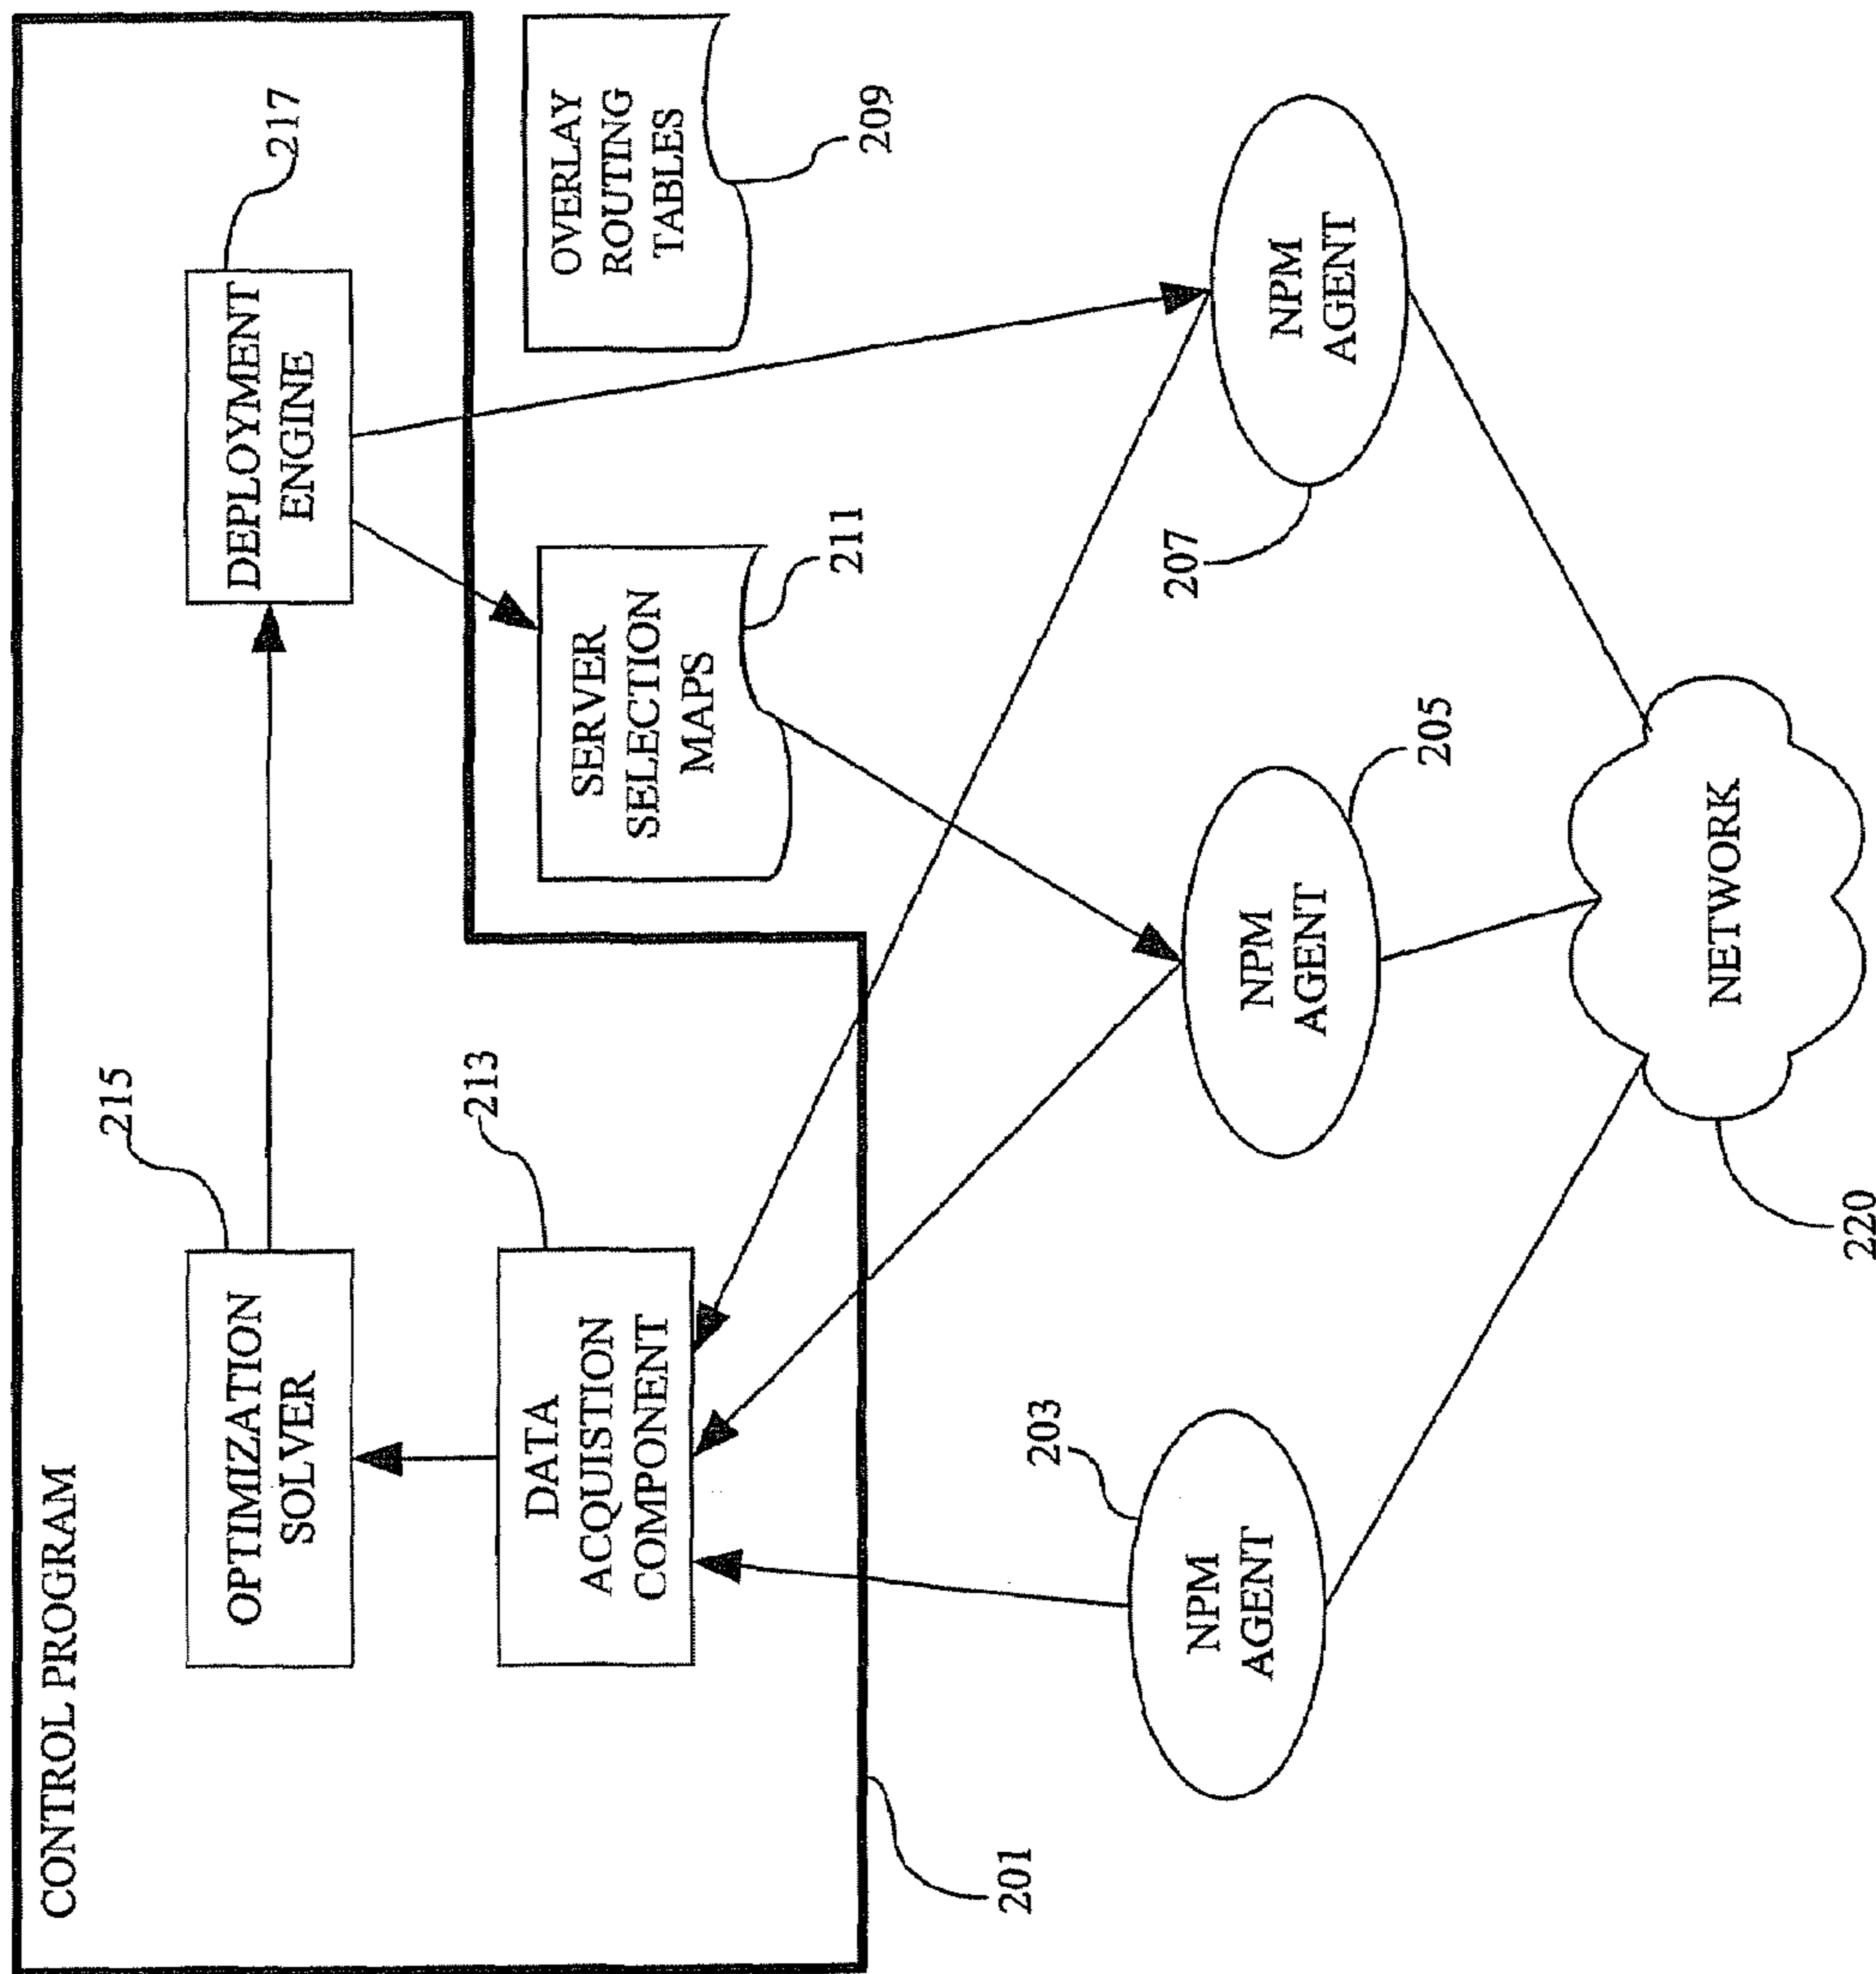 CONTROL PROGRAM
215
OPTIMIZATION
SOLVER
217
DEPLOYMENT
ENGINE
213
DATA
ACQUISTION
COMPONENT
SERVER
SELECTION
MAPS
211
OVERLAY
ROUTING
TABLES
209
201
203
NPM
AGENT
NPM
AGENT
205
207
NPM
AGENT
NETWORK
220